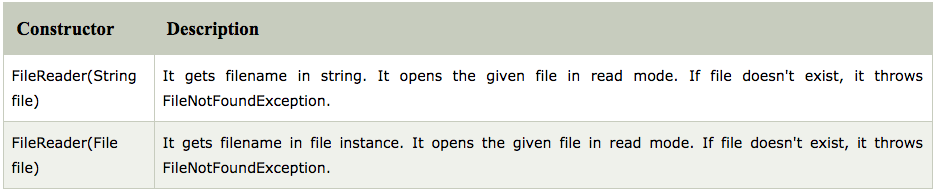 Constructor Description
FileReader(String It gets filename in string. It opens the given file in read mode. If file doesn't exist, it throws
file) FileNotFoundException.
FileReader(File It gets filename in file instance. It opens the given file in read mode. If file doesn't exist, it throws
file) FileNotFoundException.